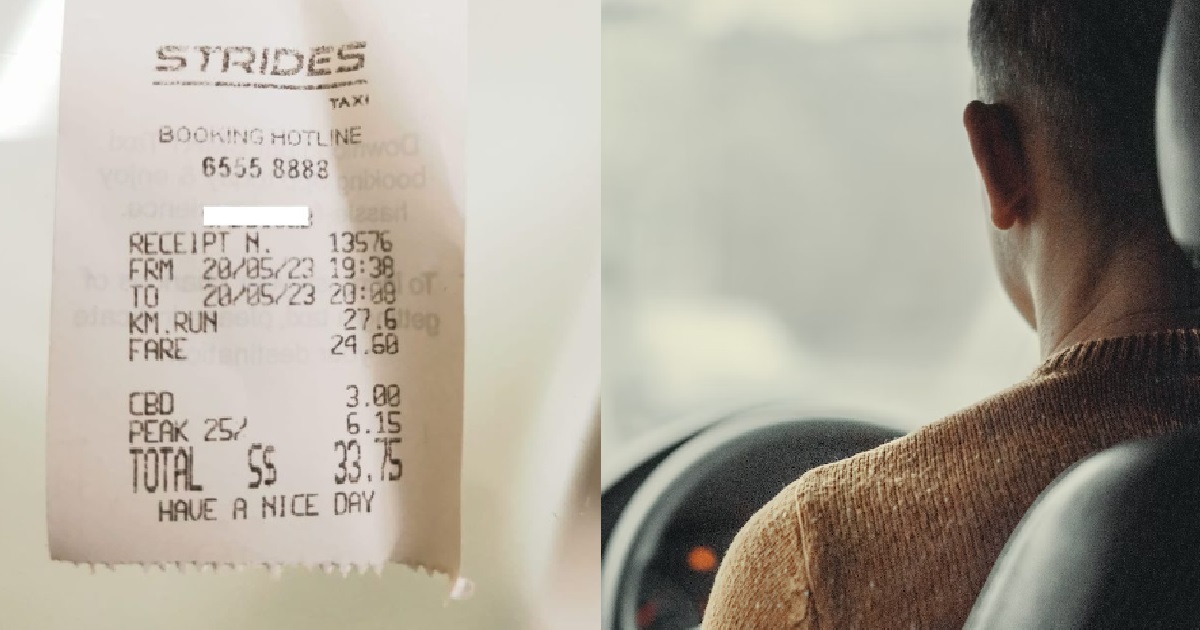 STRIDES
TAXI
BOOKING HOTLINE
6555 8888
RECEIPT N. 13576
FRM 20/05/23 19:38
TO 20/05/23 20:08
KM.RUN 27.6
FARE 24.60
CBD 3.00
PEAK 25% 6.15
TOTAL S$ 33.75
HAVE A NICE DAY